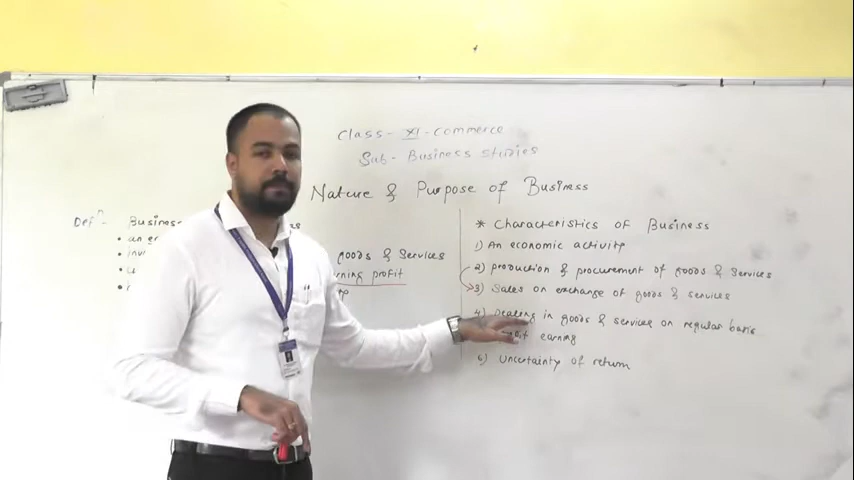 Class - XI - Commerce
Sub - Business Studies
Nature & Purpose of Business
Defⁿ - Business
• an
goods & Services
earning profit
* Characteristics of Business
1) An economic activity
2) production & procurement of goods & services
3) Sales on exchange of goods & services
4) Dealing in goods & services on regular basis
earning
6) Uncertainty of return